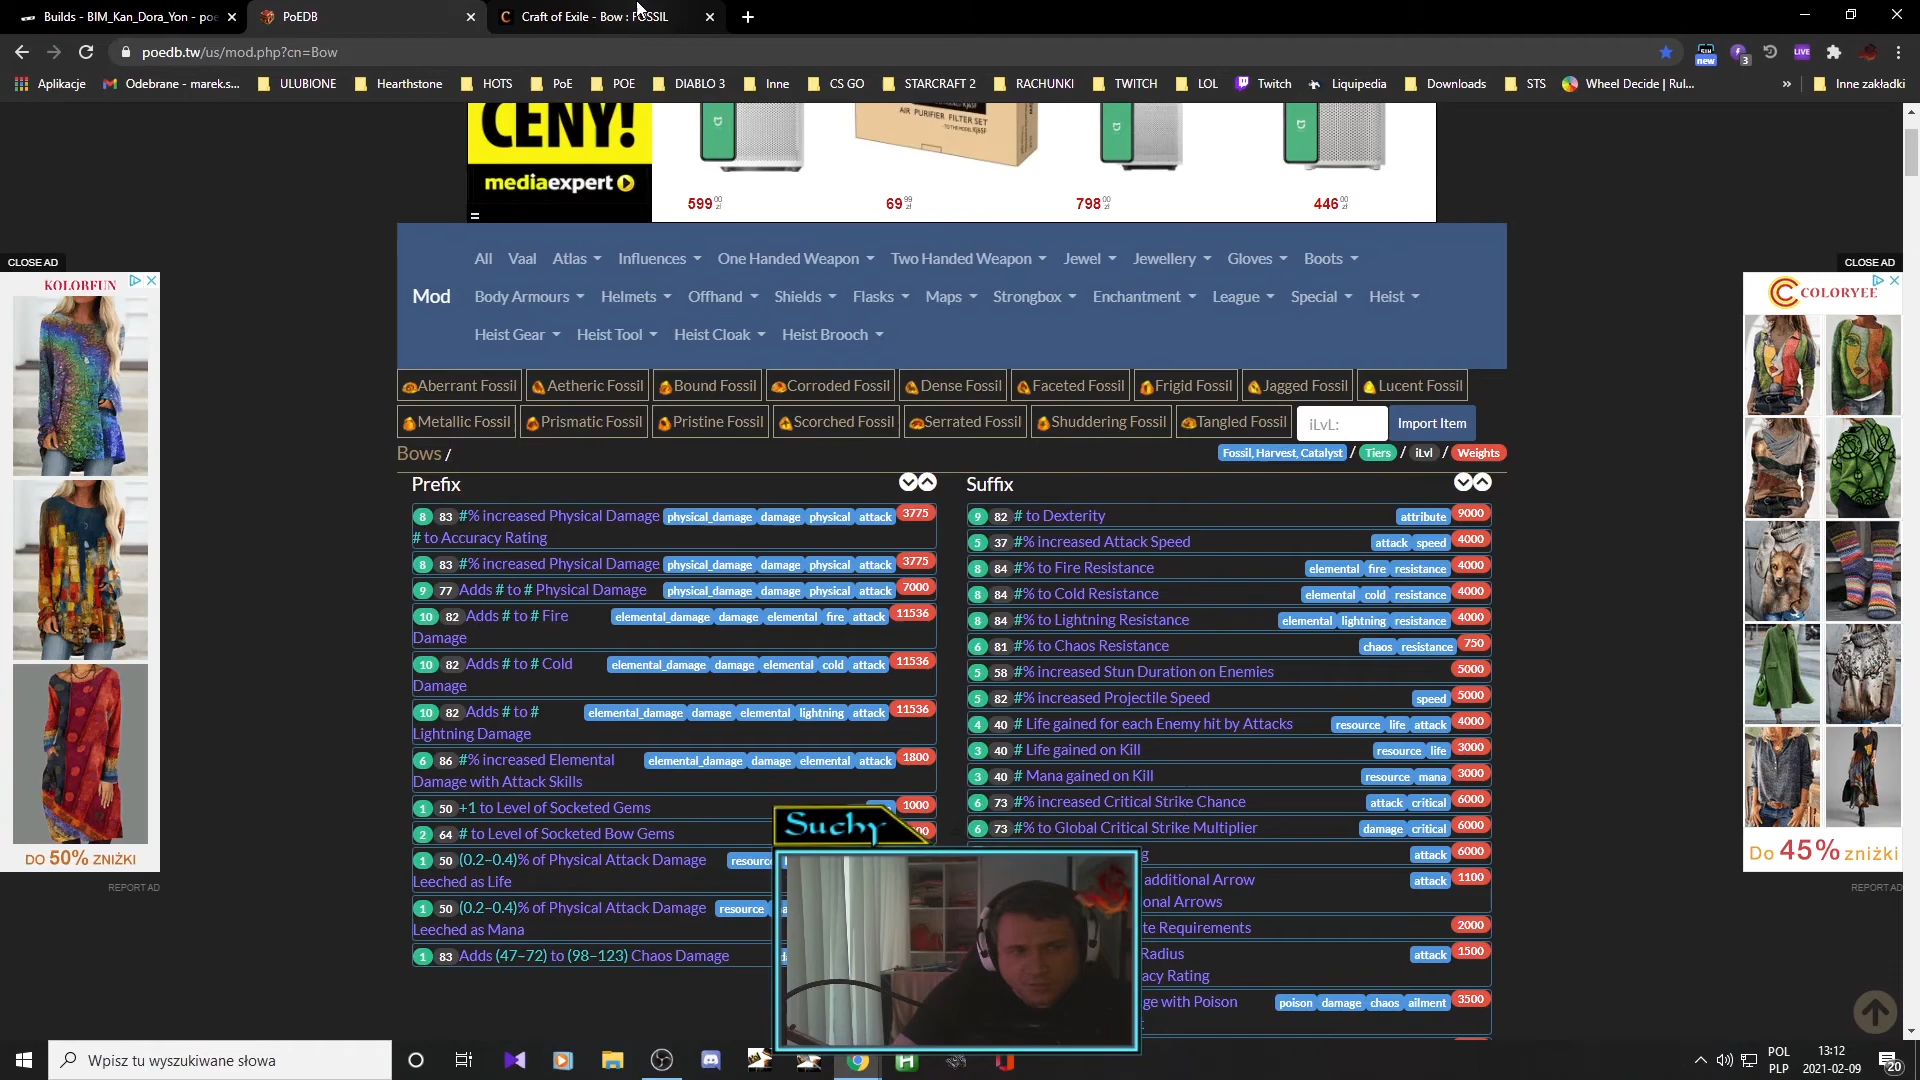 Builds - BIM_Kan_Dora_Yon - poe
PoEDB
Craft of Exile - Bow : FOSSIL
poedb.tw/us/mod.php?cn=Bow
new
3
LIVE
Aplikacje
Odebrane - marek.s...
ULUBIONE
Hearthstone
HOTS
PoE
POE
DIABLO 3
Inne
CS GO
STARCRAFT 2
RACHUNKI
TWITCH
LOL
Twitch
Liquipedia
Downloads
STS
Wheel Decide | Rul...
»
Inne zakładki
CENY!
mediaexpert
AIR PURIFIER FILTER SET
599 00 zł
69 99 zł
798 00 zł
446 00 zł
CLOSE AD
KOLORFUN
DO 50% ZNIŻKI
REPORT AD
CLOSE AD
COLORYEE
Do 45% zniżki
REPORT AD
Mod
All Vaal Atlas Influences One Handed Weapon Two Handed Weapon Jewel Jewellery Gloves Boots
Body Armours Helmets Offhand Shields Flasks Maps Strongbox Enchantment League Special Heist
Heist Gear Heist Tool Heist Cloak Heist Brooch
Aberrant Fossil Aetheric Fossil Bound Fossil Corroded Fossil Dense Fossil Faceted Fossil Frigid Fossil Jagged Fossil Lucent Fossil
Metallic Fossil Prismatic Fossil Pristine Fossil Scorched Fossil Serrated Fossil Shuddering Fossil Tangled Fossil iLvL: Import Item
Bows /
Fossil, Harvest, Catalyst / Tiers / iLvl / Weights
Prefix
8 83 #% increased Physical Damage physical_damage damage physical attack 3775
# to Accuracy Rating
8 83 #% increased Physical Damage physical_damage damage physical attack 3775
9 77 Adds # to # Physical Damage physical_damage damage physical attack 7000
10 82 Adds # to # Fire elemental_damage damage elemental fire attack 11536
Damage
10 82 Adds # to # Cold elemental_damage damage elemental cold attack 11536
Damage
10 82 Adds # to # elemental_damage damage elemental lightning attack 11536
Lightning Damage
6 86 #% increased Elemental elemental_damage damage elemental attack 1800
Damage with Attack Skills
1 50 +1 to Level of Socketed Gems 1000
2 64 # to Level of Socketed Bow Gems
1 50 (0.2–0.4)% of Physical Attack Damage
Leeched as Life
1 50 (0.2–0.4)% of Physical Attack Damage resource
Leeched as Mana
1 83 Adds (47–72) to (98–123) Chaos Damage
Suffix
9 82 # to Dexterity attribute 9000
5 37 #% increased Attack Speed attack speed 4000
8 84 #% to Fire Resistance elemental fire resistance 4000
8 84 #% to Cold Resistance elemental cold resistance 4000
8 84 #% to Lightning Resistance elemental lightning resistance 4000
6 81 #% to Chaos Resistance chaos resistance 750
5 58 #% increased Stun Duration on Enemies 5000
5 82 #% increased Projectile Speed speed 5000
4 40 # Life gained for each Enemy hit by Attacks resource life attack 4000
3 40 # Life gained on Kill resource life 3000
3 40 # Mana gained on Kill resource mana 3000
6 73 #% increased Critical Strike Chance attack critical 6000
6 73 #% to Global Critical Strike Multiplier damage critical 6000
attack 6000
additional Arrow attack 1100
onal Arrows
te Requirements 2000
Radius attack 1500
acy Rating
ge with Poison poison damage chaos ailment 3500
Suchy
Wpisz tu wyszukiwane słowa
POL
PLP
13:12
2021-02-09
20